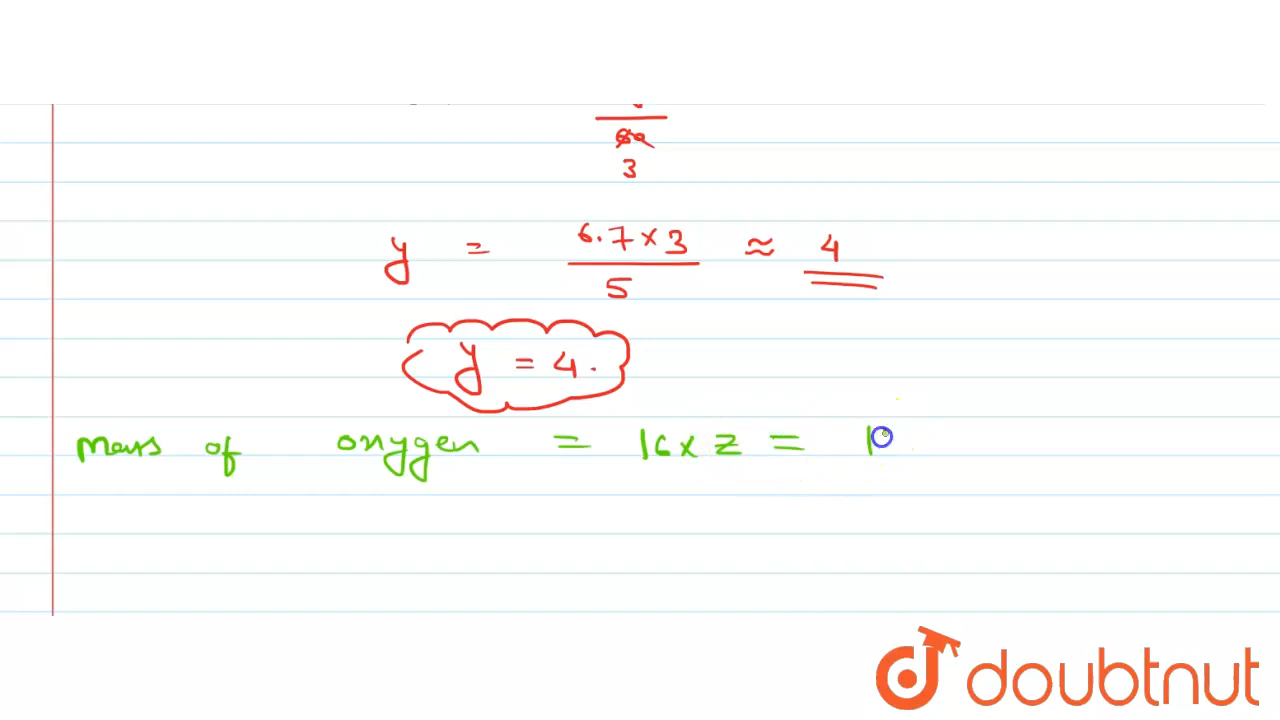 3
y = 6.7 × 3 / 5 ≈ 4
y = 4.
Mass of oxygen = 16 × z = 1
doubtnut